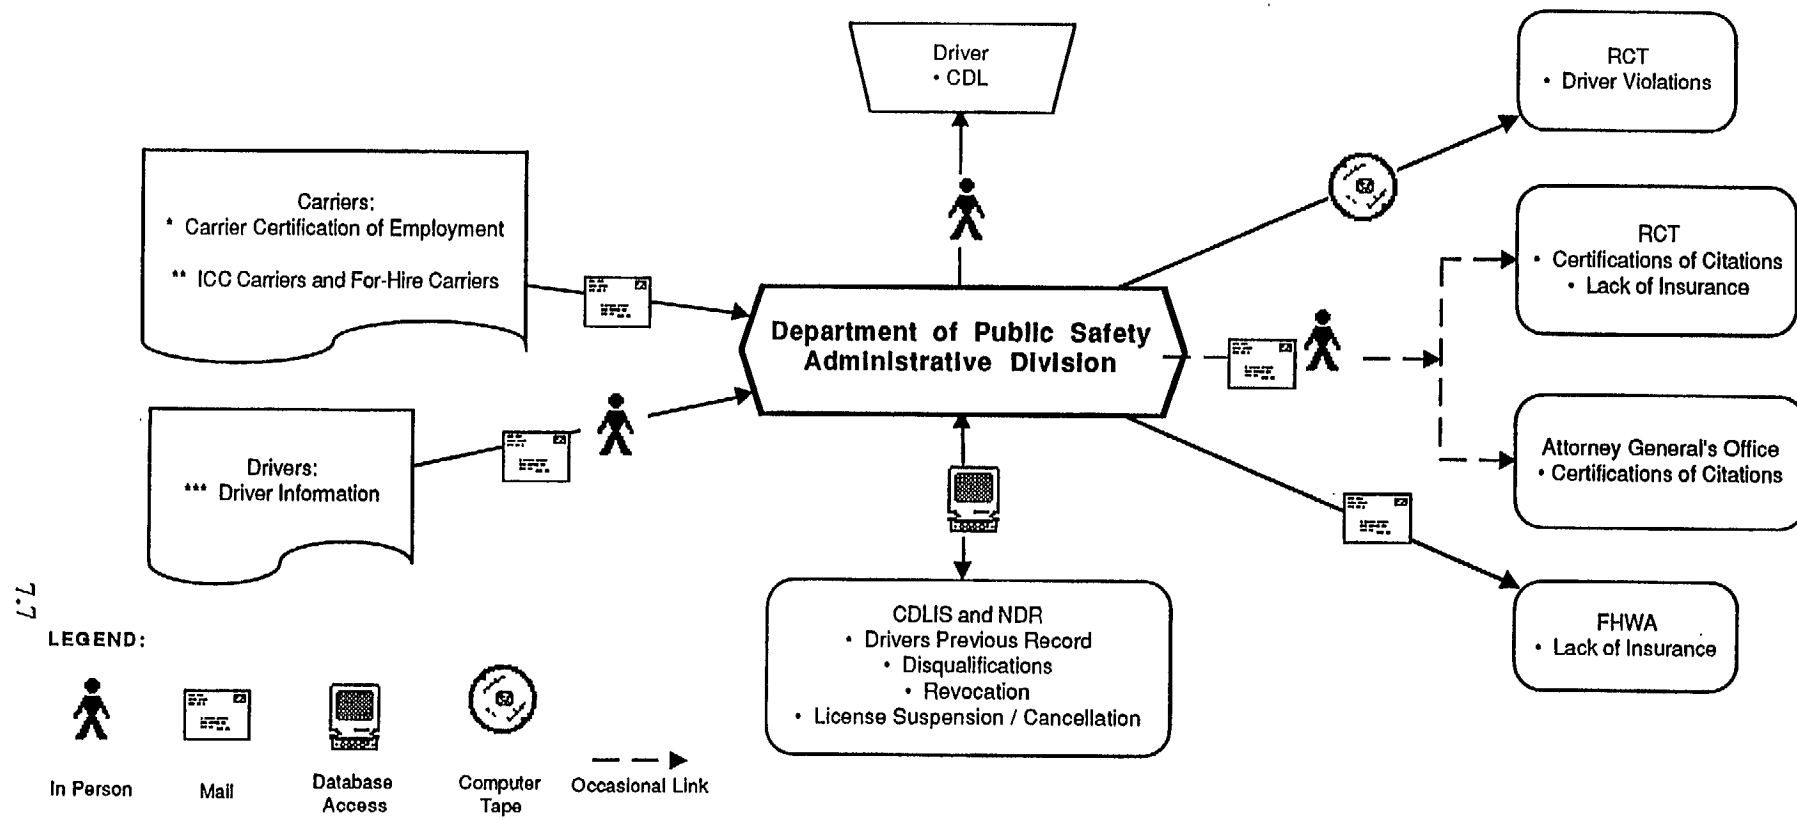 Driver
• CDL
RCT
• Driver Violations
Carriers:
* Carrier Certification of Employment
** ICC Carriers and For-Hire Carriers
RCT
• Certifications of Citations
• Lack of Insurance
Department of Public Safety
Administrative Division
Drivers:
*** Driver Information
Attorney General's Office
• Certifications of Citations
CDLIS and NDR
• Drivers Previous Record
• Disqualifications
• Revocation
• License Suspension / Cancellation
FHWA
• Lack of Insurance
7.7
LEGEND:
In Person
Mail
Database
Access
Computer
Tape
Occasional Link